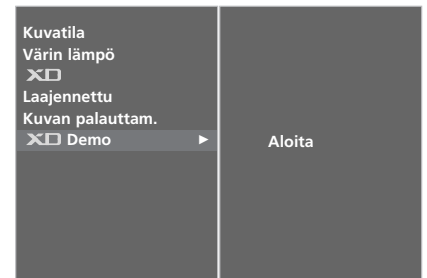 Kuvatila
Värin lämpö
XD
Laajennettu
Kuvan palauttam.
XD Demo ►
Aloita